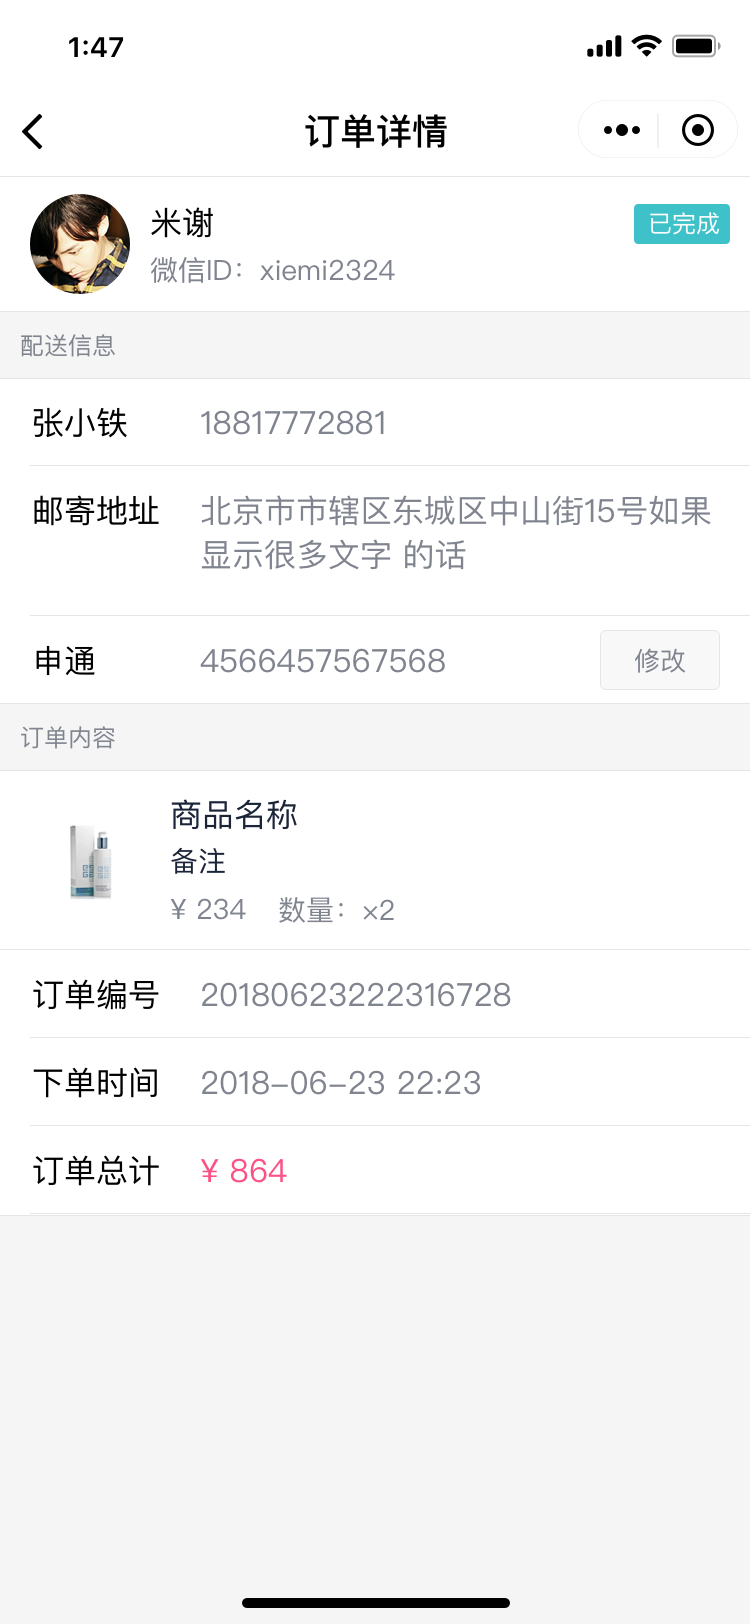 1:47
订单详情
米谢
已完成
微信ID：xiemi2324
配送信息
张小铁 18817772881
邮寄地址 北京市市辖区东城区中山街15号如果
显示很多文字 的话
申通 4566457567568 修改
订单内容
商品名称
备注
¥ 234 数量：×2
订单编号 20180623222316728
下单时间 2018-06-23 22:23
订单总计 ¥ 864